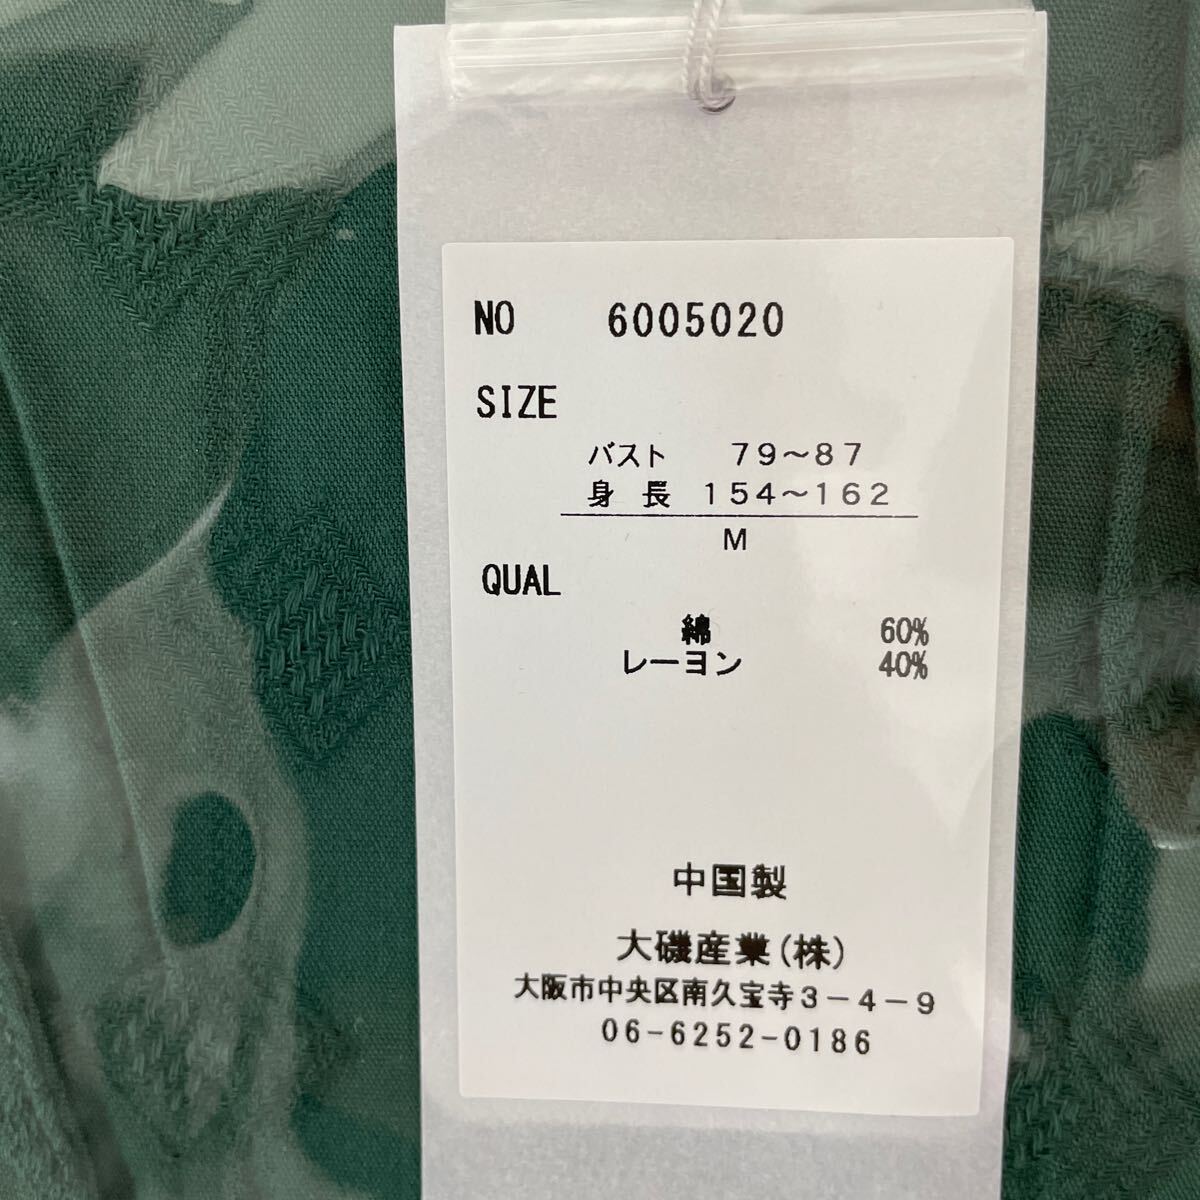 NO 6005020
SIZE
バスト 79～87
身長 154～162
M
QUAL
綿 60%
レーヨン 40%
中国製
大磯産業(株)
大阪市中央区南久宝寺3-4-9
06-6252-0186